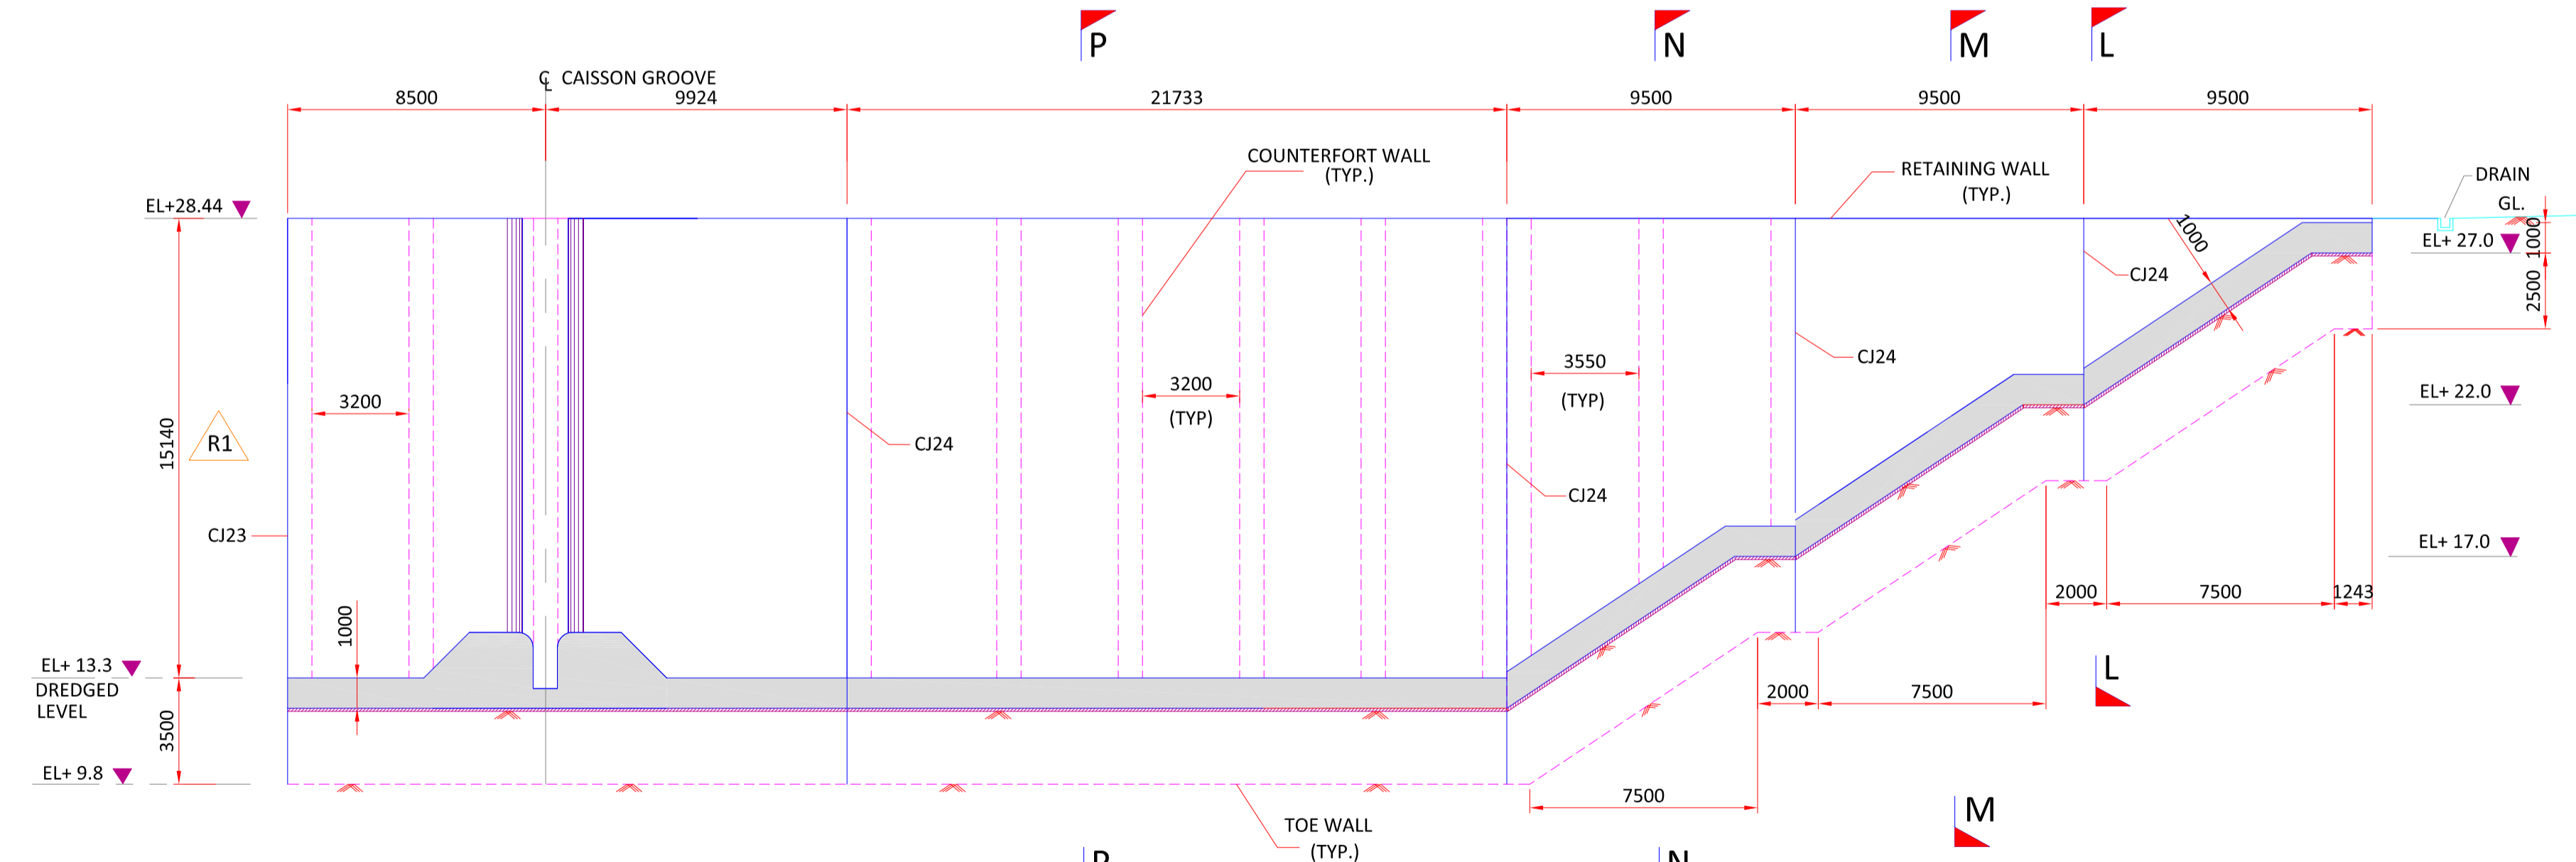 P
N
M
L
℄ CAISSON GROOVE
8500
9924
21733
9500
9500
9500
COUNTERFORT WALL
(TYP.)
RETAINING WALL
(TYP.)
DRAIN
GL.
EL+28.44
EL+ 27.0
1000
1000
2500
CJ24
CJ24
3550
(TYP)
3200
(TYP)
3200
EL+ 22.0
15140
R1
CJ24
CJ24
CJ23
EL+ 17.0
2000
7500
1243
1000
EL+ 13.3
DREDGED
LEVEL
L
2000
7500
3500
EL+ 9.8
7500
TOE WALL
(TYP.)
M
P
N